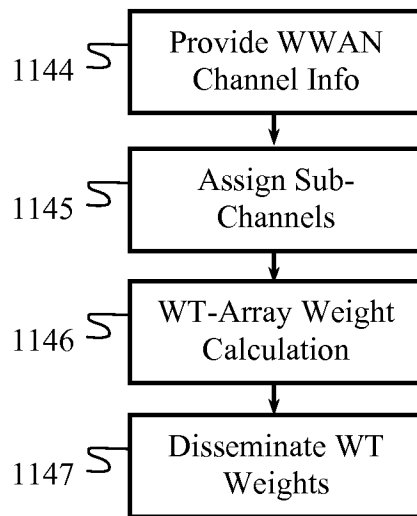 1144
Provide WWAN
Channel Info
1145
Assign Sub-
Channels
1146
WT-Array Weight
Calculation
1147
Disseminate WT
Weights